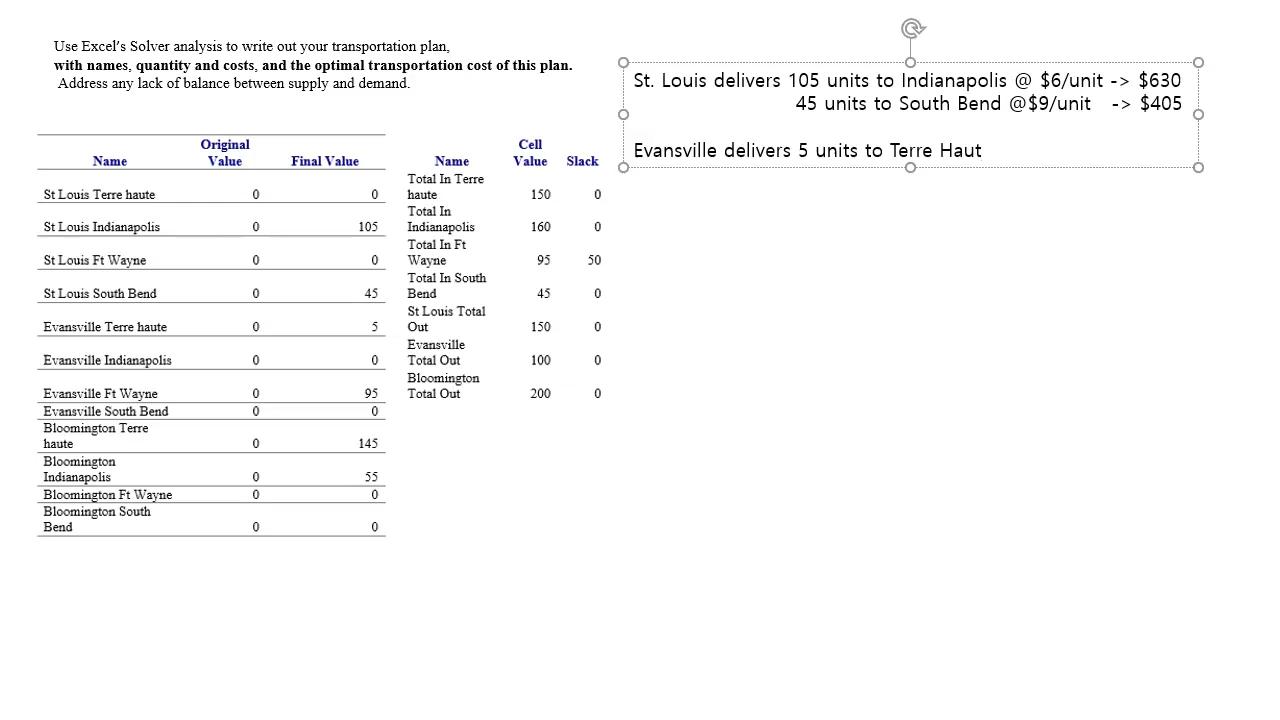 Use Excel's Solver analysis to write out your transportation plan,
with names, quantity and costs, and the optimal transportation cost of this plan.
Address any lack of balance between supply and demand.
St. Louis delivers 105 units to Indianapolis @ $6/unit -> $630
45 units to South Bend @$9/unit -> $405
Evansville delivers 5 units to Terre Haut
Original
Name Value Final Value
St Louis Terre haute 0 0
St Louis Indianapolis 0 105
St Louis Ft Wayne 0 0
St Louis South Bend 0 45
Evansville Terre haute 0 5
Evansville Indianapolis 0 0
Evansville Ft Wayne 0 95
Evansville South Bend 0 0
Bloomington Terre
haute 0 145
Bloomington
Indianapolis 0 55
Bloomington Ft Wayne 0 0
Bloomington South
Bend 0 0
Cell
Name Value Slack
Total In Terre
haute 150 0
Total In
Indianapolis 160 0
Total In Ft
Wayne 95 50
Total In South
Bend 45 0
St Louis Total
Out 150 0
Evansville
Total Out 100 0
Bloomington
Total Out 200 0